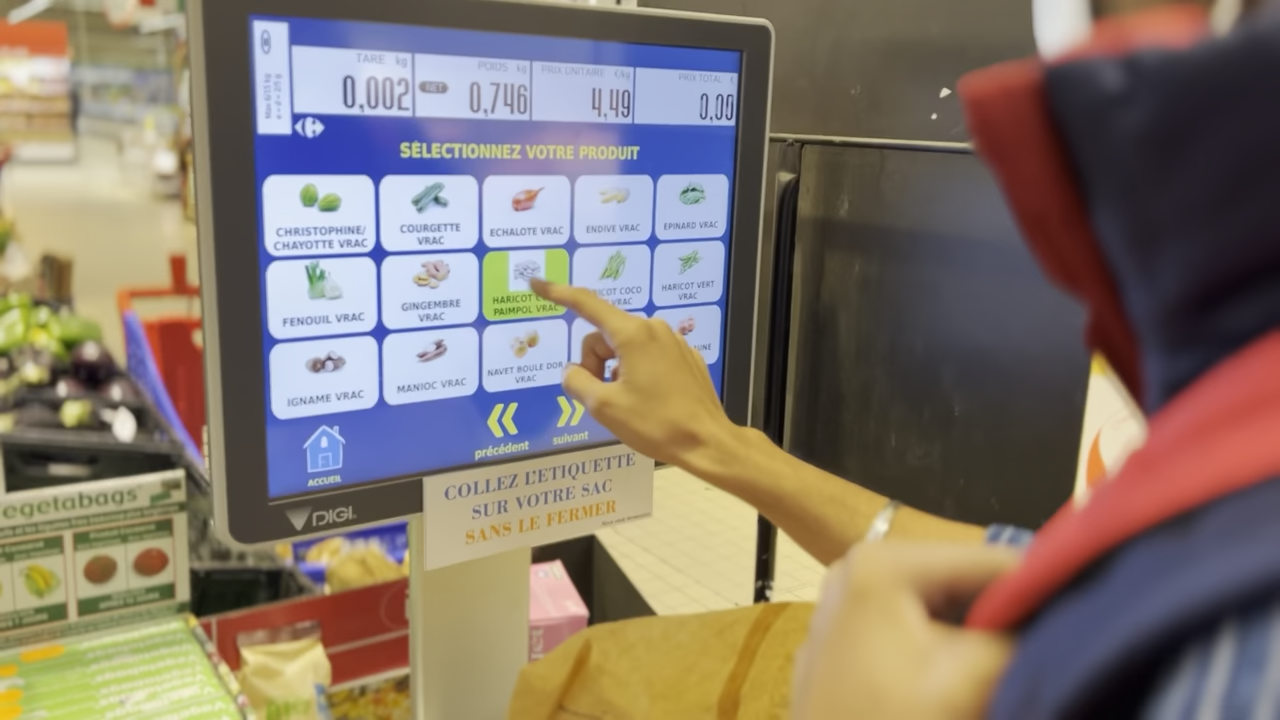 TARE kg
POIDS kg
PRIX UNITAIRE €/kg
PRIX TOTAL €
0,002
NET
0,746
4,49
0,00
SÉLECTIONNEZ VOTRE PRODUIT
CHRISTOPHINE/
CHAYOTTE VRAC
COURGETTE
VRAC
ECHALOTE VRAC
ENDIVE VRAC
EPINARD VRAC
FENOUIL VRAC
GINGEMBRE
VRAC
HARICOT
PAIMPOL VRAC
COCO
HARICOT VERT
VRAC
IGNAME VRAC
MANIOC VRAC
NAVET BOULE DOR
VRAC
ACCUEIL
précédent
suivant
DIGI
COLLEZ L'ETIQUETTE
SUR VOTRE SAC
SANS LE FERMER
egetabags